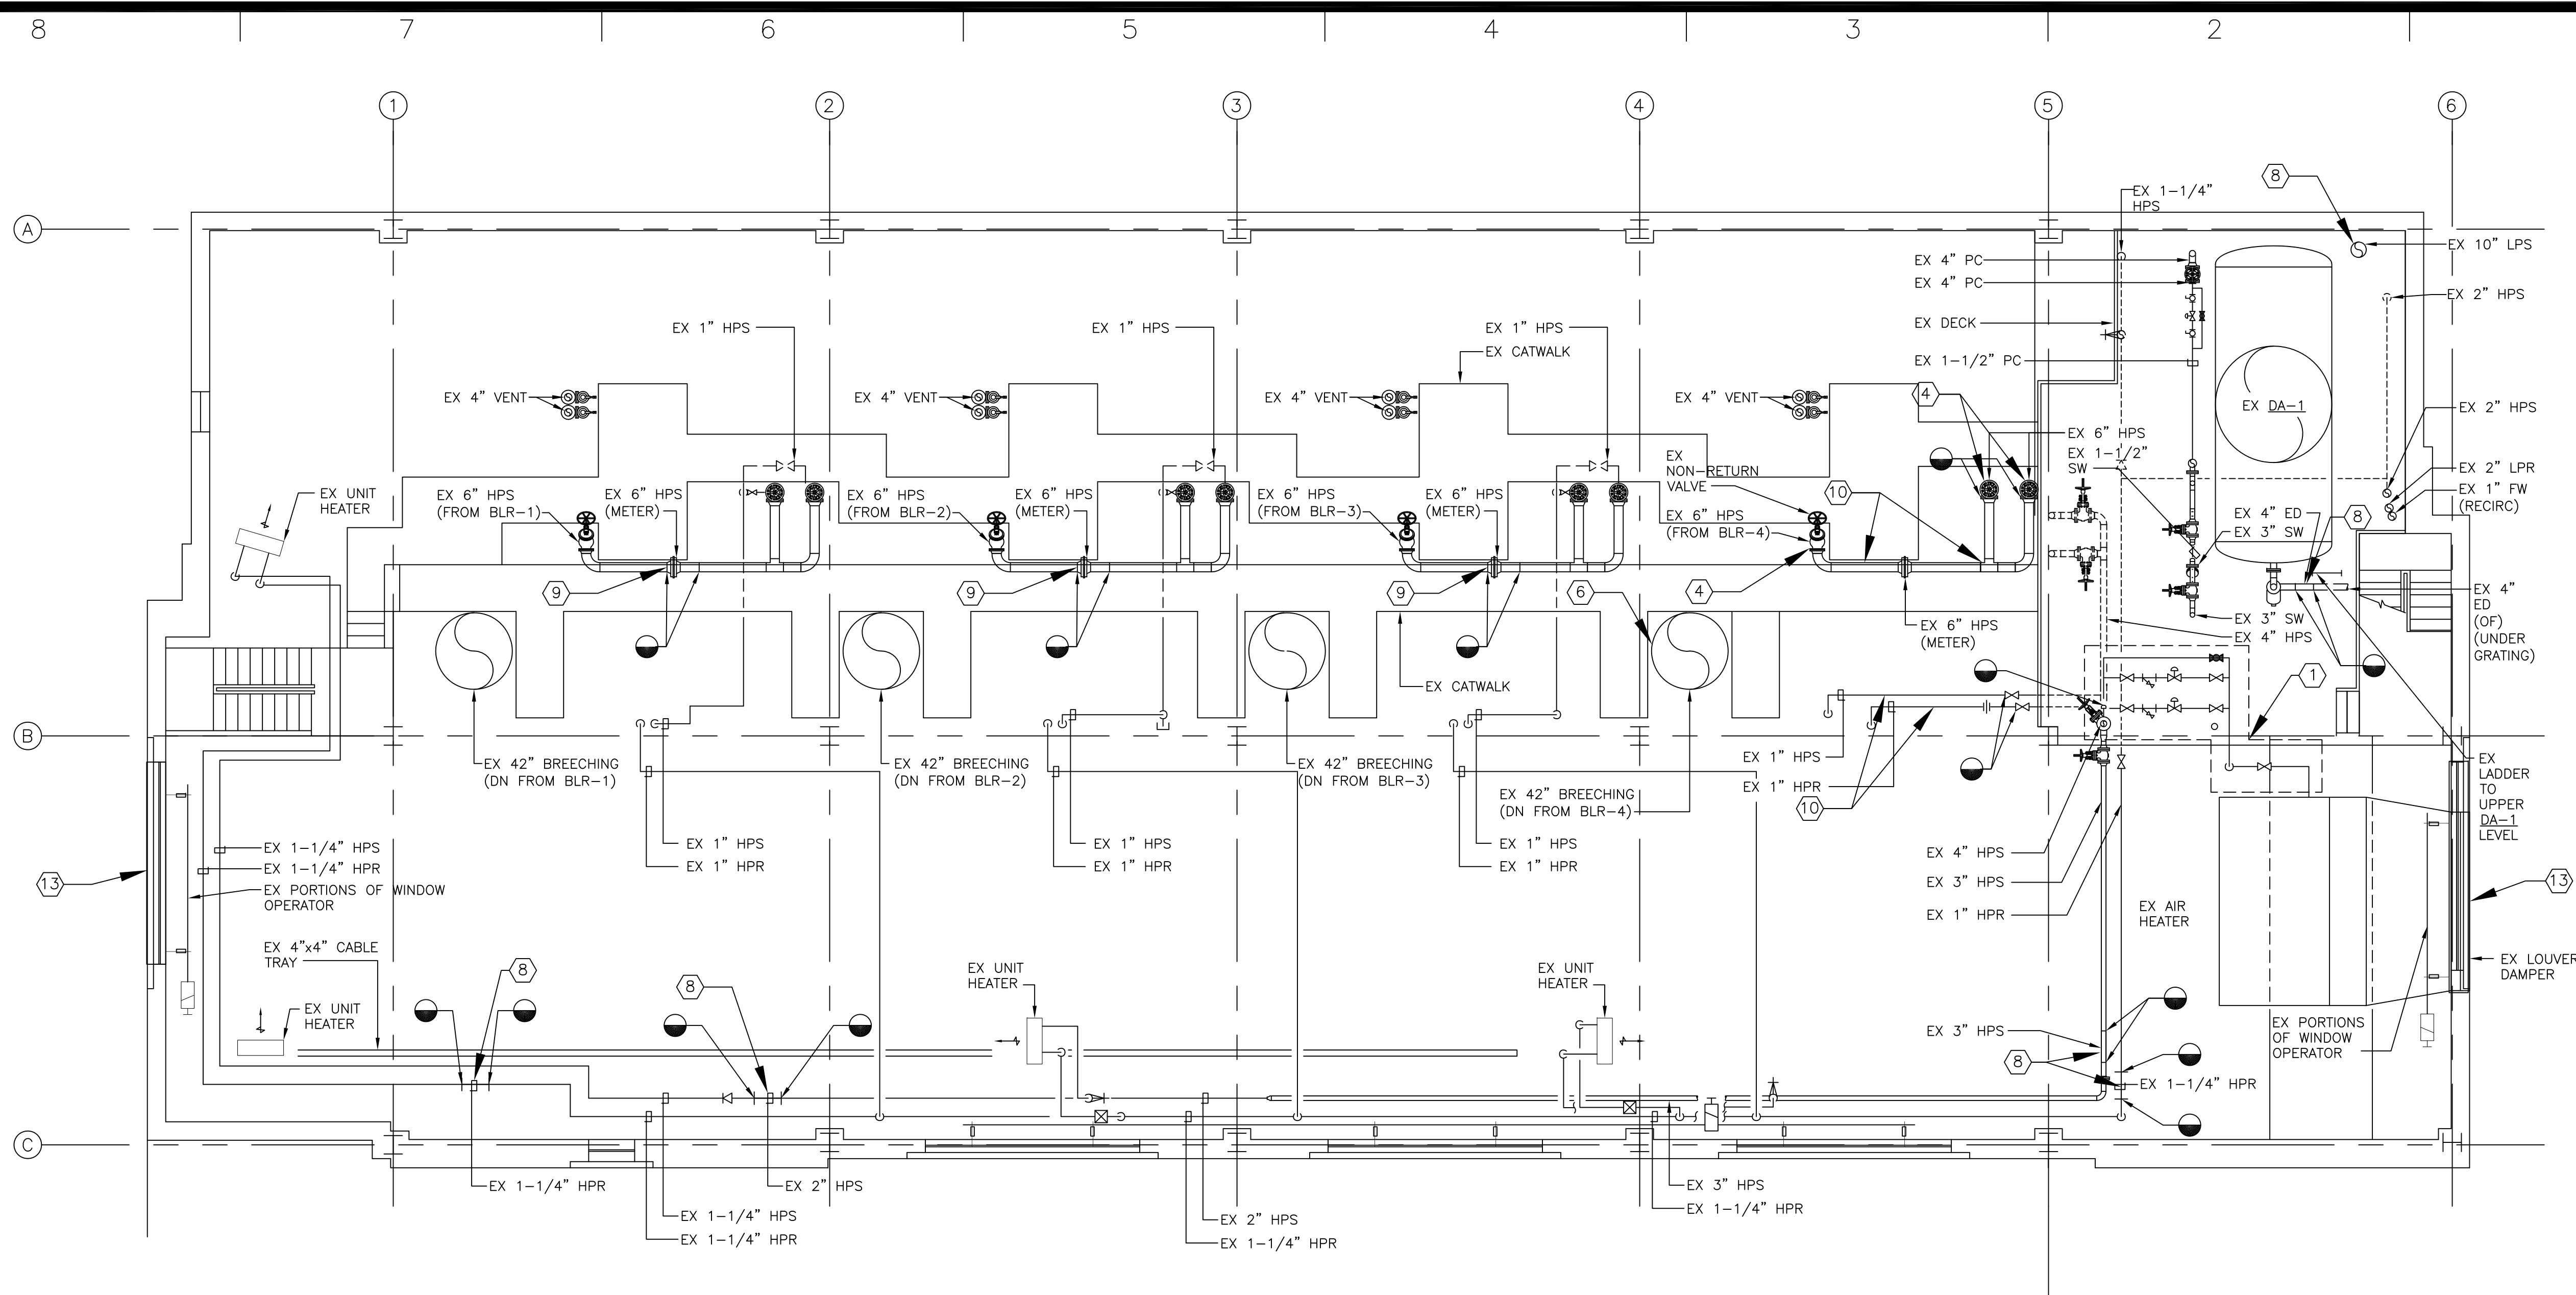 8
7
6
5
4
3
2
1
2
3
4
5
6
A
B
C
EX 1-1/4"
HPS
8
EX 10" LPS
EX 4" PC
EX 4" PC
EX 2" HPS
EX DECK
EX 1-1/2" PC
EX 1" HPS
EX 1" HPS
EX 1" HPS
EX CATWALK
EX 4" VENT
EX 4" VENT
EX 4" VENT
EX 4" VENT
4
EX DA-1
EX 2" HPS
EX 6" HPS
EX 1-1/2"
SW
EX
NON-RETURN
VALVE
EX 2" LPR
EX 1" FW
(RECIRC)
EX UNIT
HEATER
EX 6" HPS
(FROM BLR-1)
EX 6" HPS
(METER)
EX 6" HPS
(FROM BLR-2)
EX 6" HPS
(METER)
EX 6" HPS
(FROM BLR-3)
EX 6" HPS
(METER)
EX 6" HPS
(FROM BLR-4)
10
EX 4" ED
EX 3" SW
8
9
9
9
6
4
EX 6" HPS
(METER)
EX 3" SW
EX 4" HPS
EX 4"
ED
(OF)
(UNDER
GRATING)
1
EX CATWALK
EX 42" BREECHING
(DN FROM BLR-1)
EX 42" BREECHING
(DN FROM BLR-2)
EX 42" BREECHING
(DN FROM BLR-3)
EX 42" BREECHING
(DN FROM BLR-4)
EX 1" HPS
EX 1" HPR
10
EX
LADDER
TO
UPPER
DA-1
LEVEL
EX 1-1/4" HPS
EX 1-1/4" HPR
EX PORTIONS OF WINDOW
OPERATOR
13
EX 1" HPS
EX 1" HPR
EX 1" HPS
EX 1" HPR
EX 1" HPS
EX 1" HPR
EX 4" HPS
EX 3" HPS
EX 1" HPR
EX AIR
HEATER
13
EX 4"x4" CABLE
TRAY
8
8
EX UNIT
HEATER
EX UNIT
HEATER
EX UNIT
HEATER
EX LOUVER
DAMPER
EX 3" HPS
8
EX PORTIONS
OF WINDOW
OPERATOR
EX 1-1/4" HPR
EX 1-1/4" HPR
EX 2" HPS
EX 1-1/4" HPS
EX 1-1/4" HPR
EX 2" HPS
EX 1-1/4" HPR
EX 3" HPS
EX 1-1/4" HPR